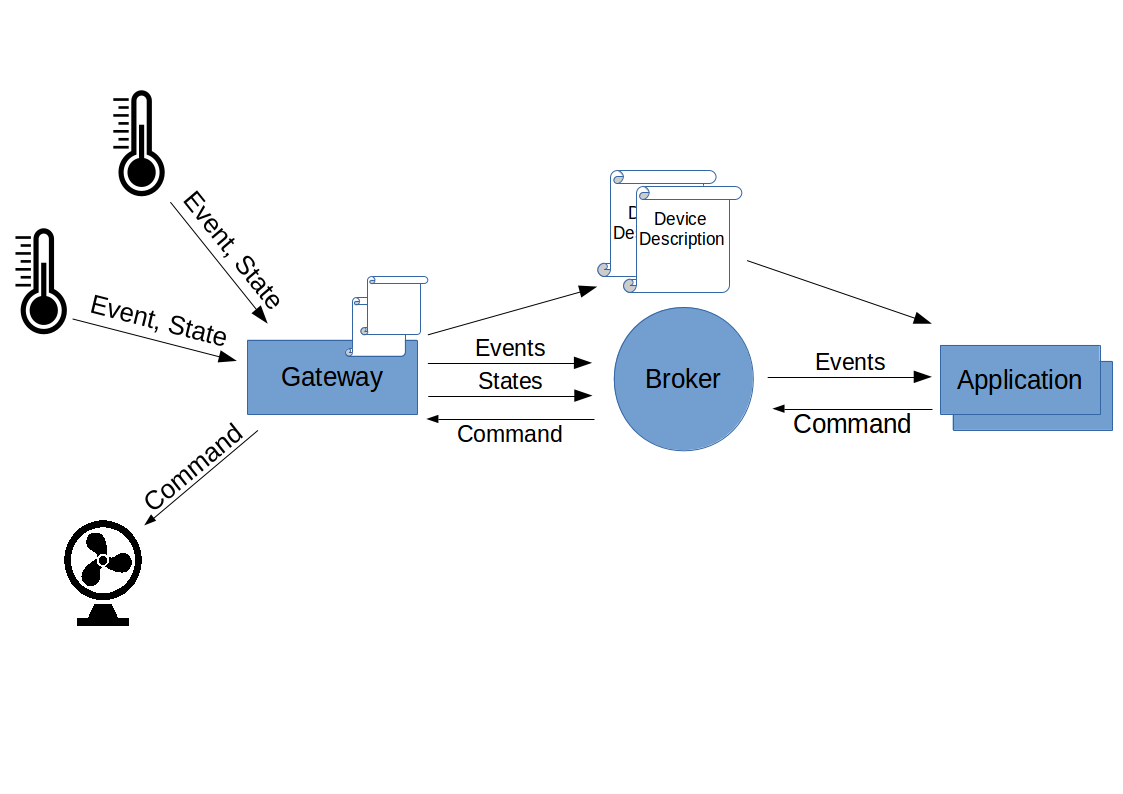 Event, State
Event, State
Gateway
Command
Events
States
Command
D
De
Device
Description
Broker
Events
Command
Application